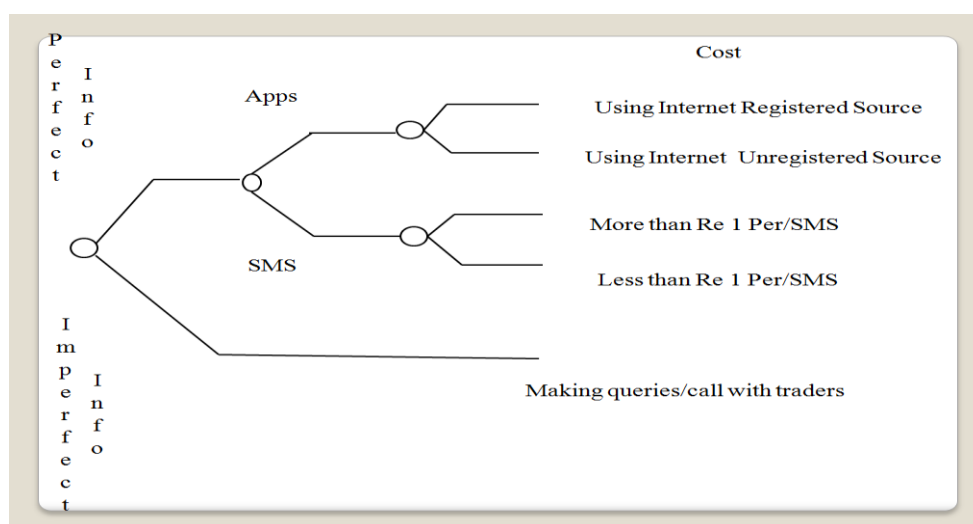 Perfect
Info
Cost
Apps
Using Internet Registered Source
Using Internet Unregistered Source
More than Re 1 Per/SMS
SMS
Less than Re 1 Per/SMS
Imperfect
Info
Making queries/call with traders